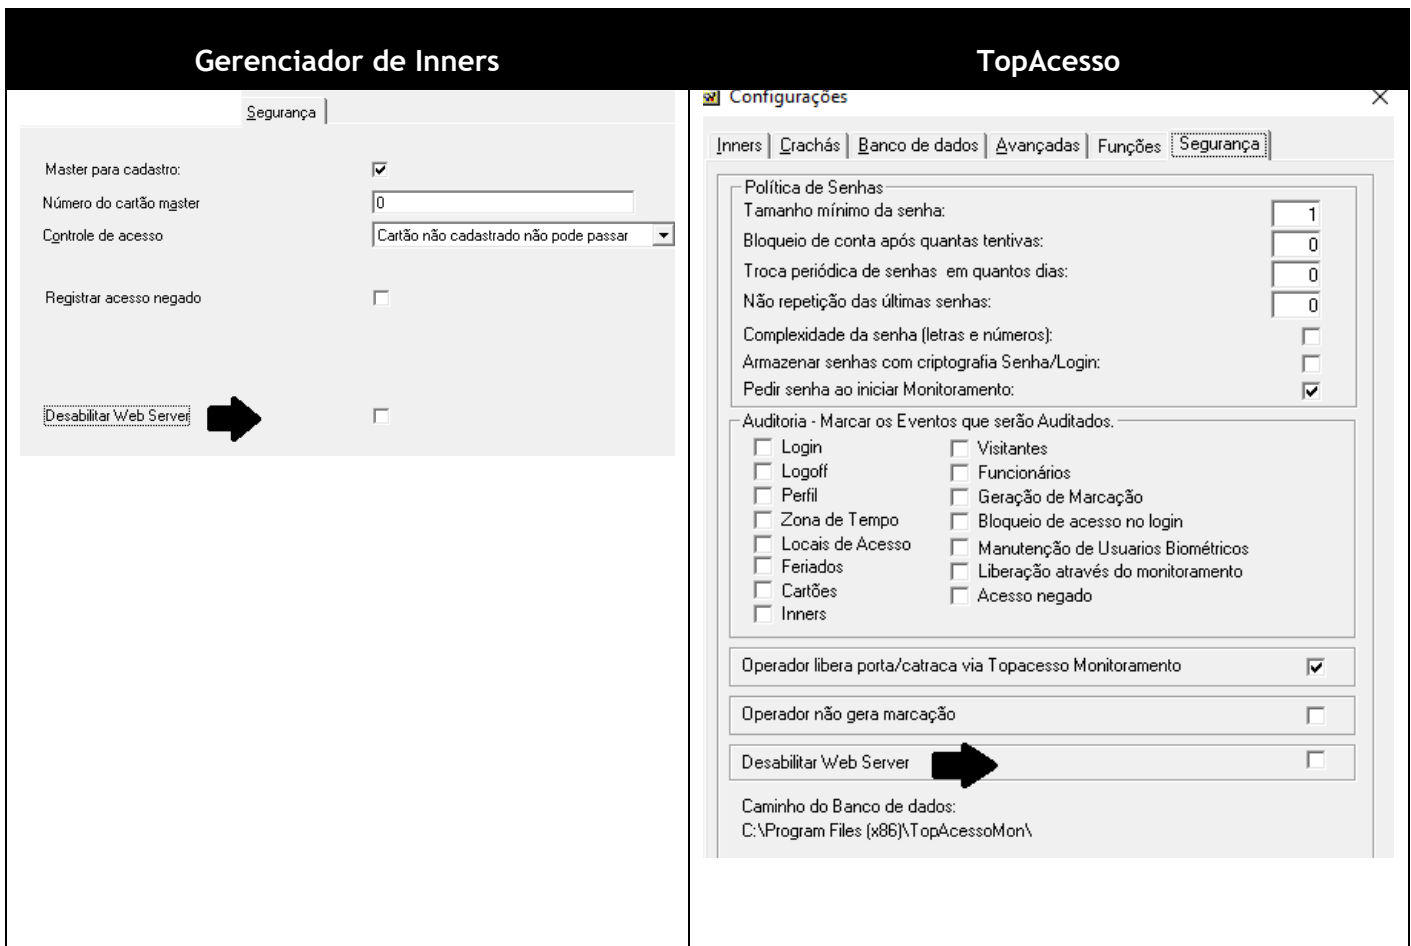 Gerenciador de Inners
Segurança
Master para cadastro:
Número do cartão master
0
Controle de acesso
Cartão não cadastrado não pode passar
Registrar acesso negado
Desabilitar Web Server
TopAcesso
Configurações
Inners Crachás Banco de dados Avançadas Funções Segurança
Política de Senhas
Tamanho mínimo da senha: 1
Bloqueio de conta após quantas tentivas: 0
Troca periódica de senhas em quantos dias: 0
Não repetição das últimas senhas: 0
Complexidade da senha (letras e números):
Armazenar senhas com criptografia Senha/Login:
Pedir senha ao iniciar Monitoramento:
Auditoria - Marcar os Eventos que serão Auditados.
Login
Logoff
Perfil
Zona de Tempo
Locais de Acesso
Feriados
Cartões
Inners
Visitantes
Funcionários
Geração de Marcação
Bloqueio de acesso no login
Manutenção de Usuarios Biométricos
Liberação através do monitoramento
Acesso negado
Operador libera porta/catraca via Topacesso Monitoramento
Operador não gera marcação
Desabilitar Web Server
Caminho do Banco de dados:
C:\Program Files (x86)\TopAcessoMon\